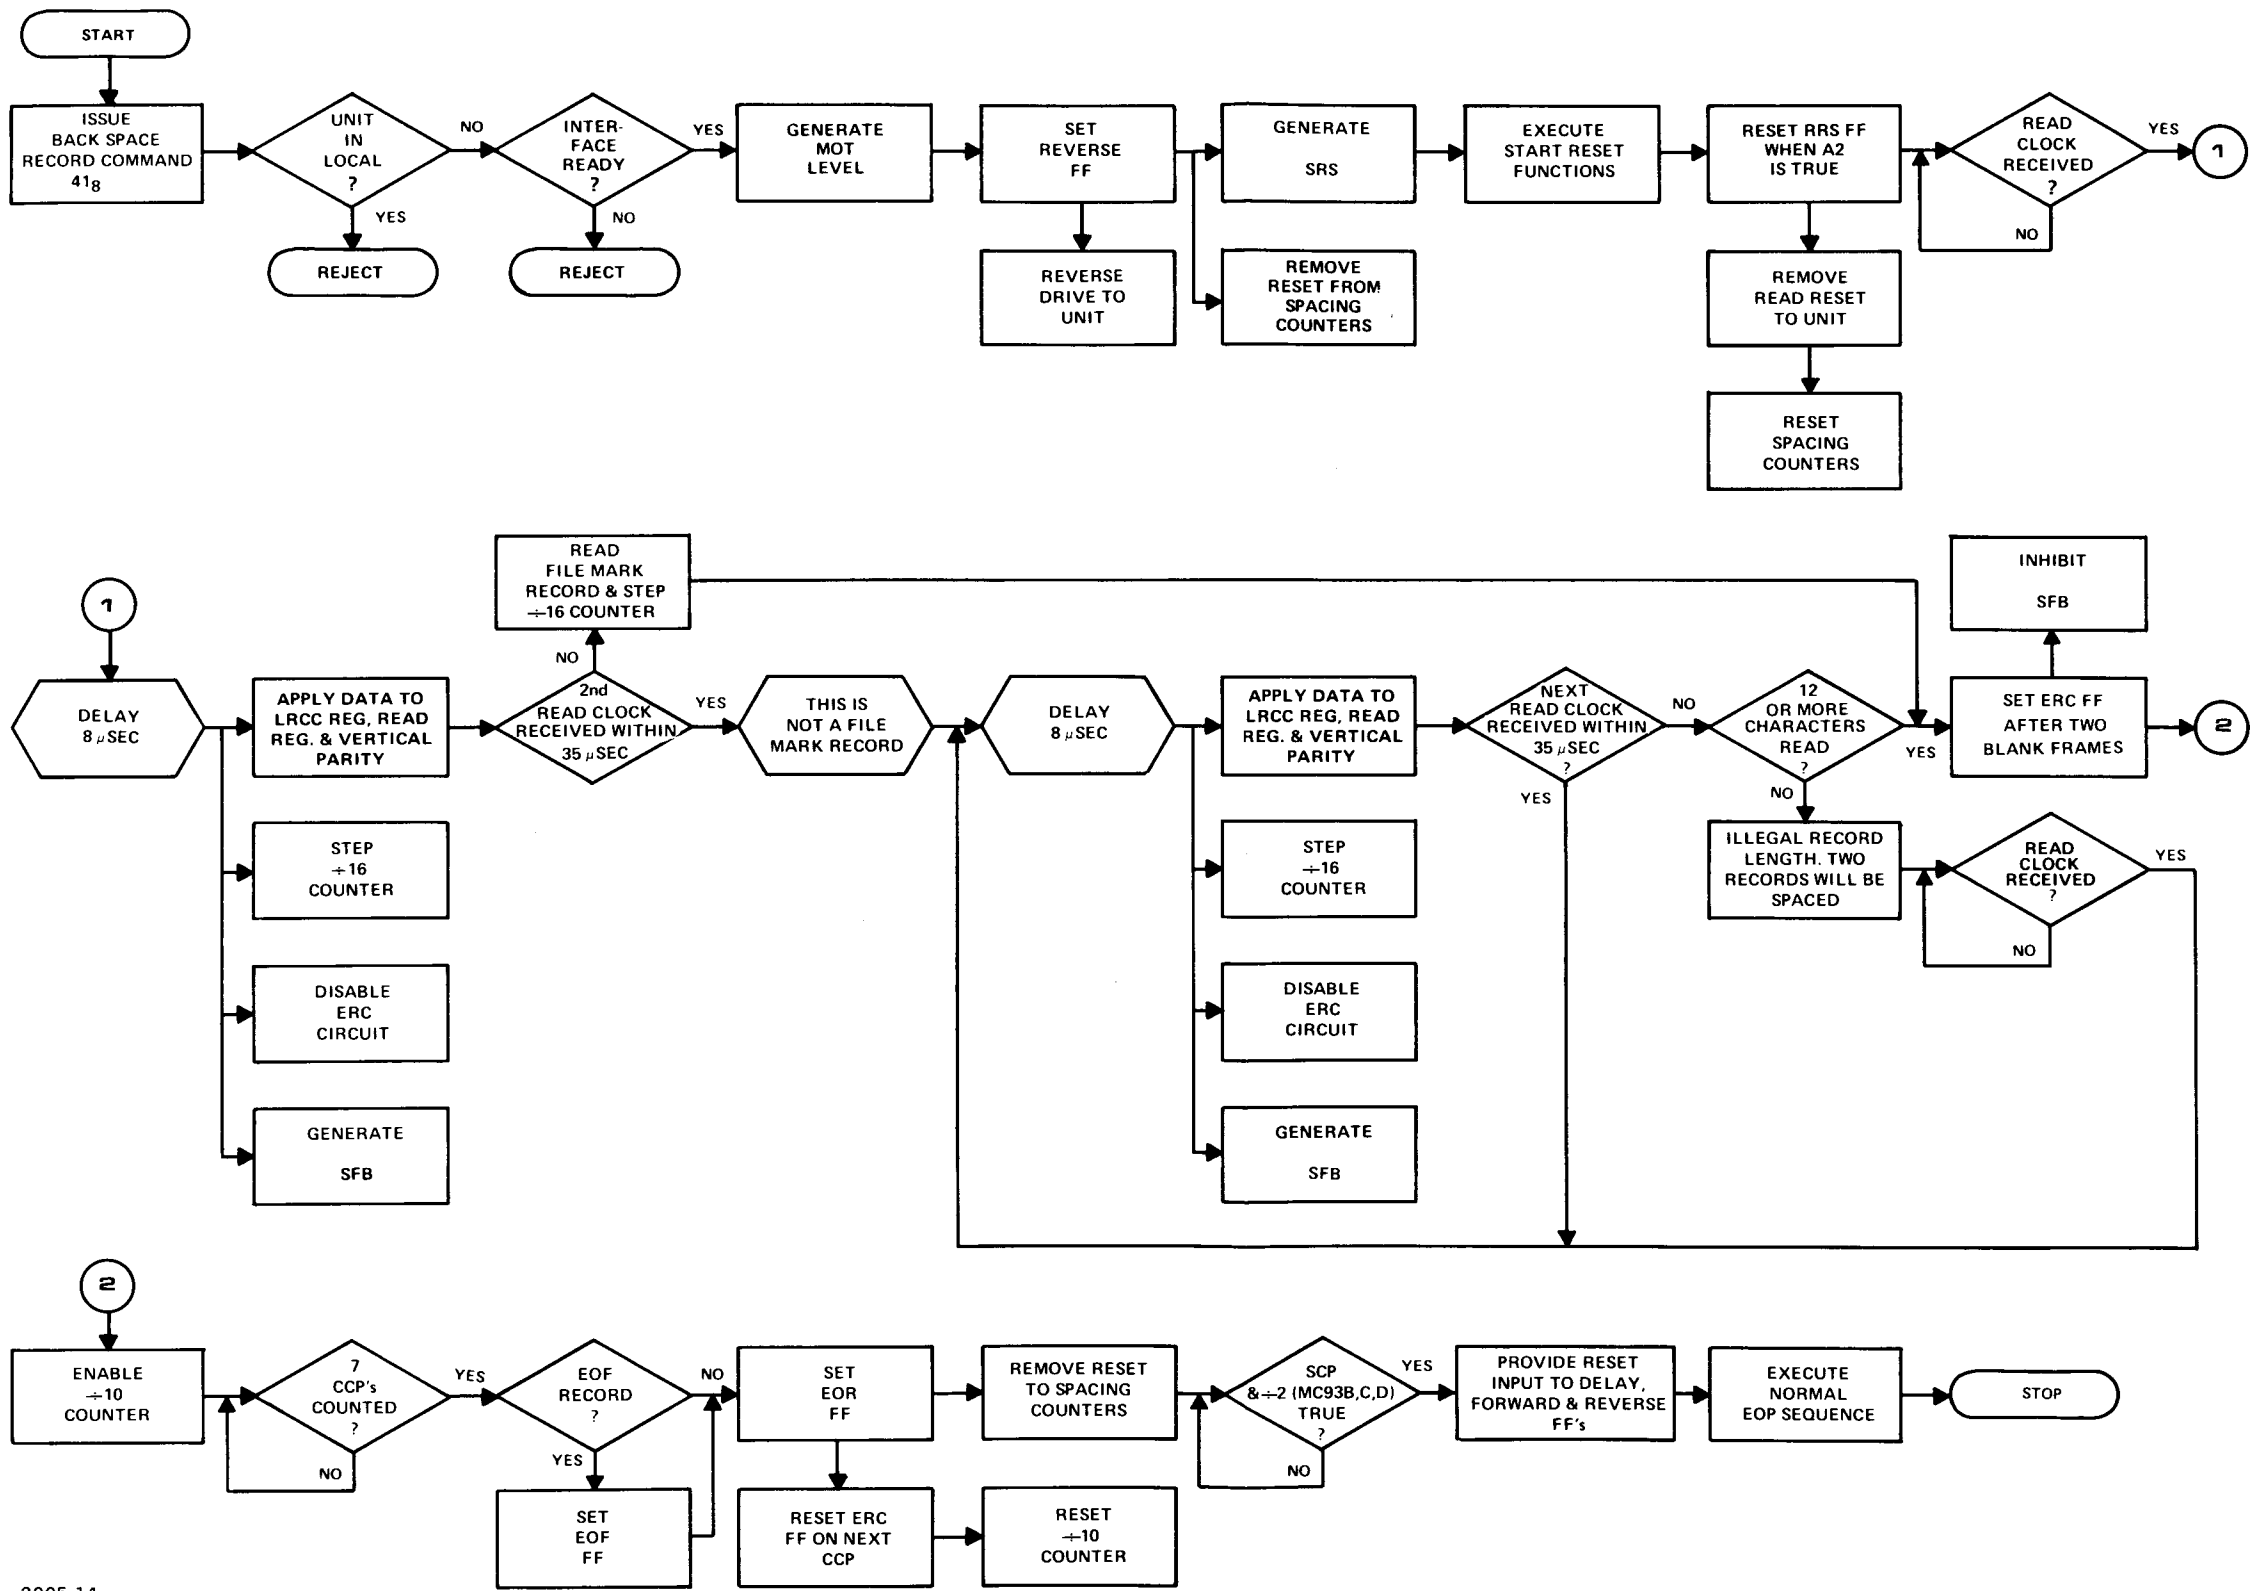 START
ISSUE
BACK SPACE
RECORD COMMAND
41₈
UNIT
IN
LOCAL
?
NO
YES
REJECT
INTER-
FACE
READY
?
YES
NO
REJECT
GENERATE
MOT
LEVEL
SET
REVERSE
FF
REVERSE
DRIVE TO
UNIT
GENERATE
SRS
REMOVE
RESET FROM
SPACING
COUNTERS
EXECUTE
START RESET
FUNCTIONS
RESET RRS FF
WHEN A2
IS TRUE
REMOVE
READ RESET
TO UNIT
RESET
SPACING
COUNTERS
READ
CLOCK
RECEIVED
?
YES
NO
1
1
DELAY
8 μSEC
APPLY DATA TO
LRCC REG, READ
REG. & VERTICAL
PARITY
STEP
÷16
COUNTER
DISABLE
ERC
CIRCUIT
GENERATE
SFB
READ
FILE MARK
RECORD & STEP
÷16 COUNTER
NO
2nd
READ CLOCK
RECEIVED WITHIN
35 μSEC
YES
THIS IS
NOT A FILE
MARK RECORD
DELAY
8 μSEC
APPLY DATA TO
LRCC REG, READ
REG. & VERTICAL
PARITY
STEP
÷16
COUNTER
DISABLE
ERC
CIRCUIT
GENERATE
SFB
NEXT
READ CLOCK
RECEIVED WITHIN
35 μSEC
?
NO
YES
12
OR MORE
CHARACTERS
READ
?
YES
NO
INHIBIT
SFB
SET ERC FF
AFTER TWO
BLANK FRAMES
2
ILLEGAL RECORD
LENGTH. TWO
RECORDS WILL BE
SPACED
READ
CLOCK
RECEIVED
?
YES
NO
2
ENABLE
÷10
COUNTER
7
CCP's
COUNTED
?
YES
NO
EOF
RECORD
?
NO
YES
SET
EOF
FF
SET
EOR
FF
RESET ERC
FF ON NEXT
CCP
REMOVE RESET
TO SPACING
COUNTERS
RESET
÷10
COUNTER
SCP
&÷2 (MC93B,C,D)
TRUE
?
YES
NO
PROVIDE RESET
INPUT TO DELAY,
FORWARD & REVERSE
FF's
EXECUTE
NORMAL
EOP SEQUENCE
STOP